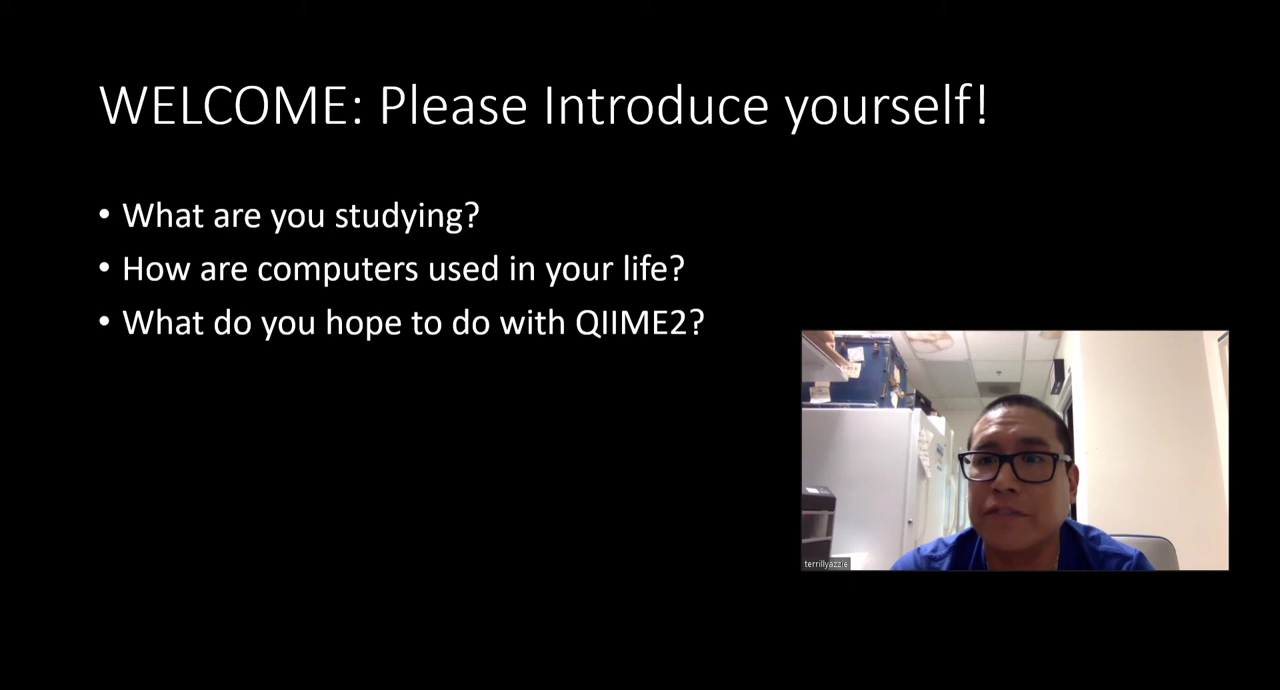 WELCOME: Please Introduce yourself!
• What are you studying?
• How are computers used in your life?
• What do you hope to do with QIIME2?
terrillyazzie